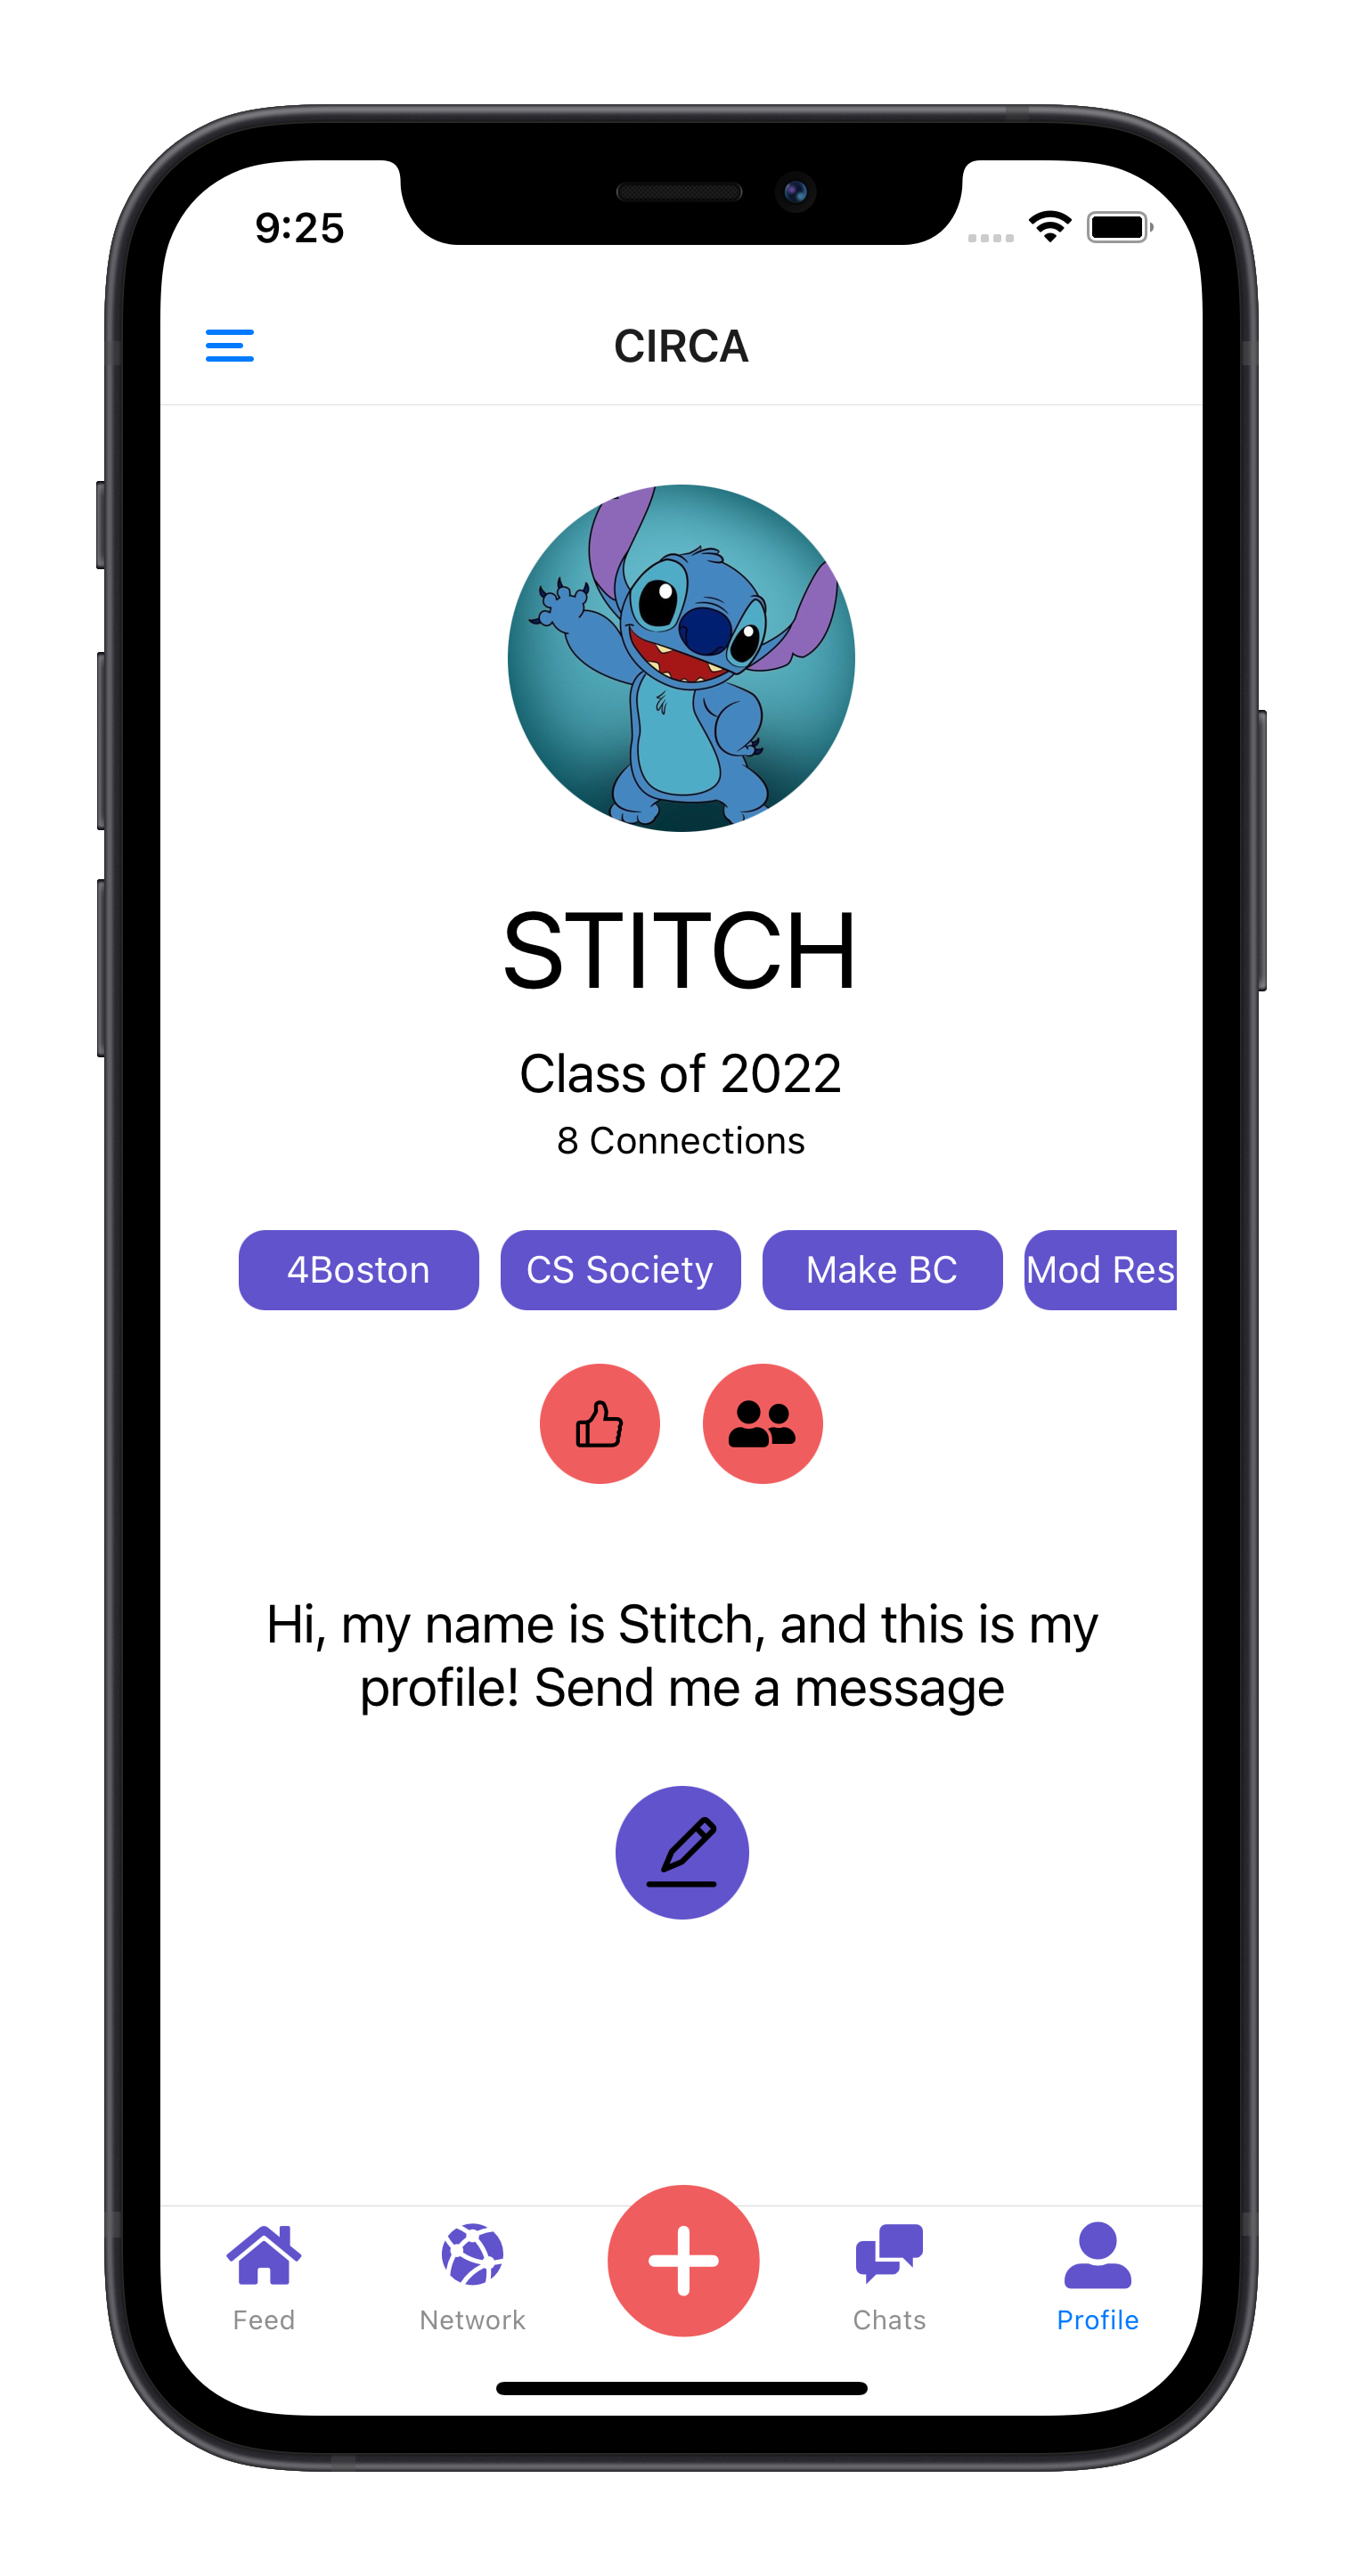 9:25
CIRCA
STITCH
Class of 2022
8 Connections
4Boston CS Society Make BC Mod Res
Hi, my name is Stitch, and this is my
profile! Send me a message
Feed Network Chats Profile